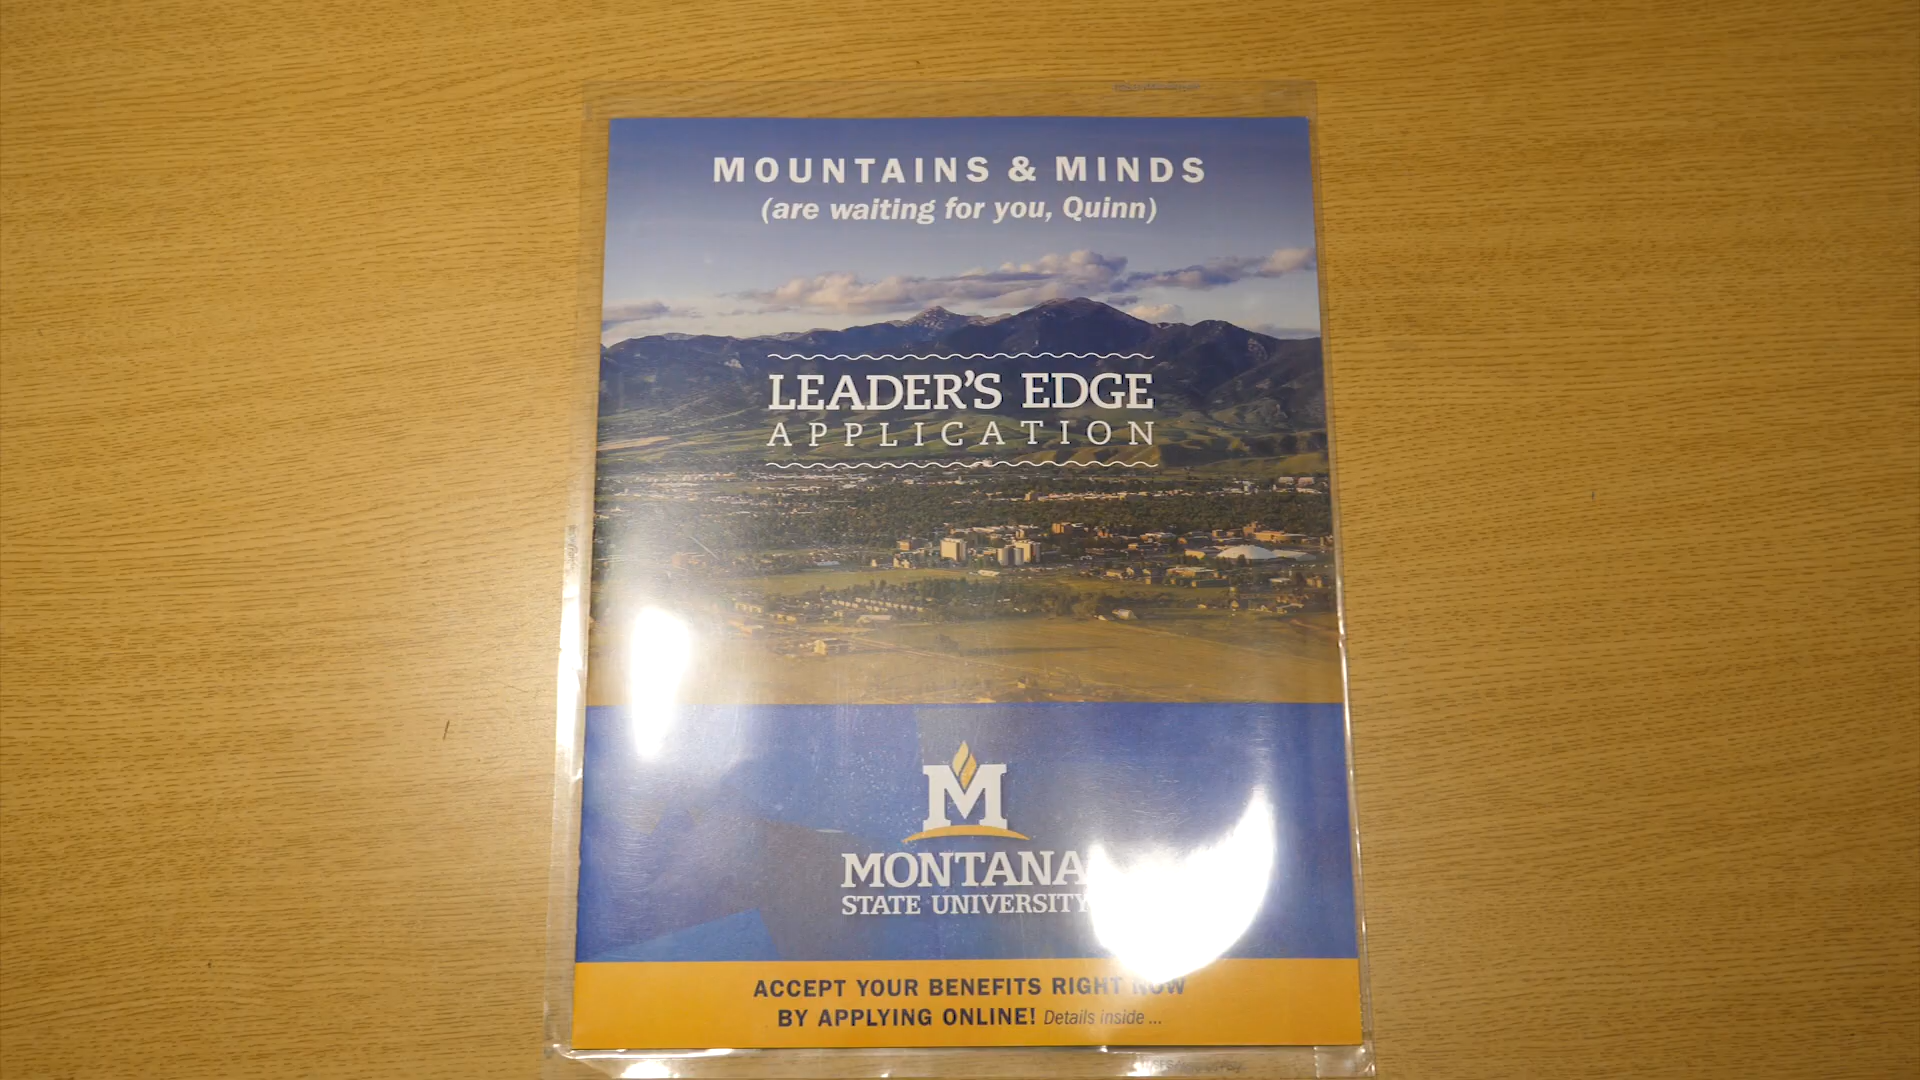 MOUNTAINS & MINDS
(are waiting for you, Quinn)
LEADER'S EDGE
APPLICATION
M
MONTANA
STATE UNIVERSITY
ACCEPT YOUR BENEFITS RIGHT NOW
BY APPLYING ONLINE! Details inside ...